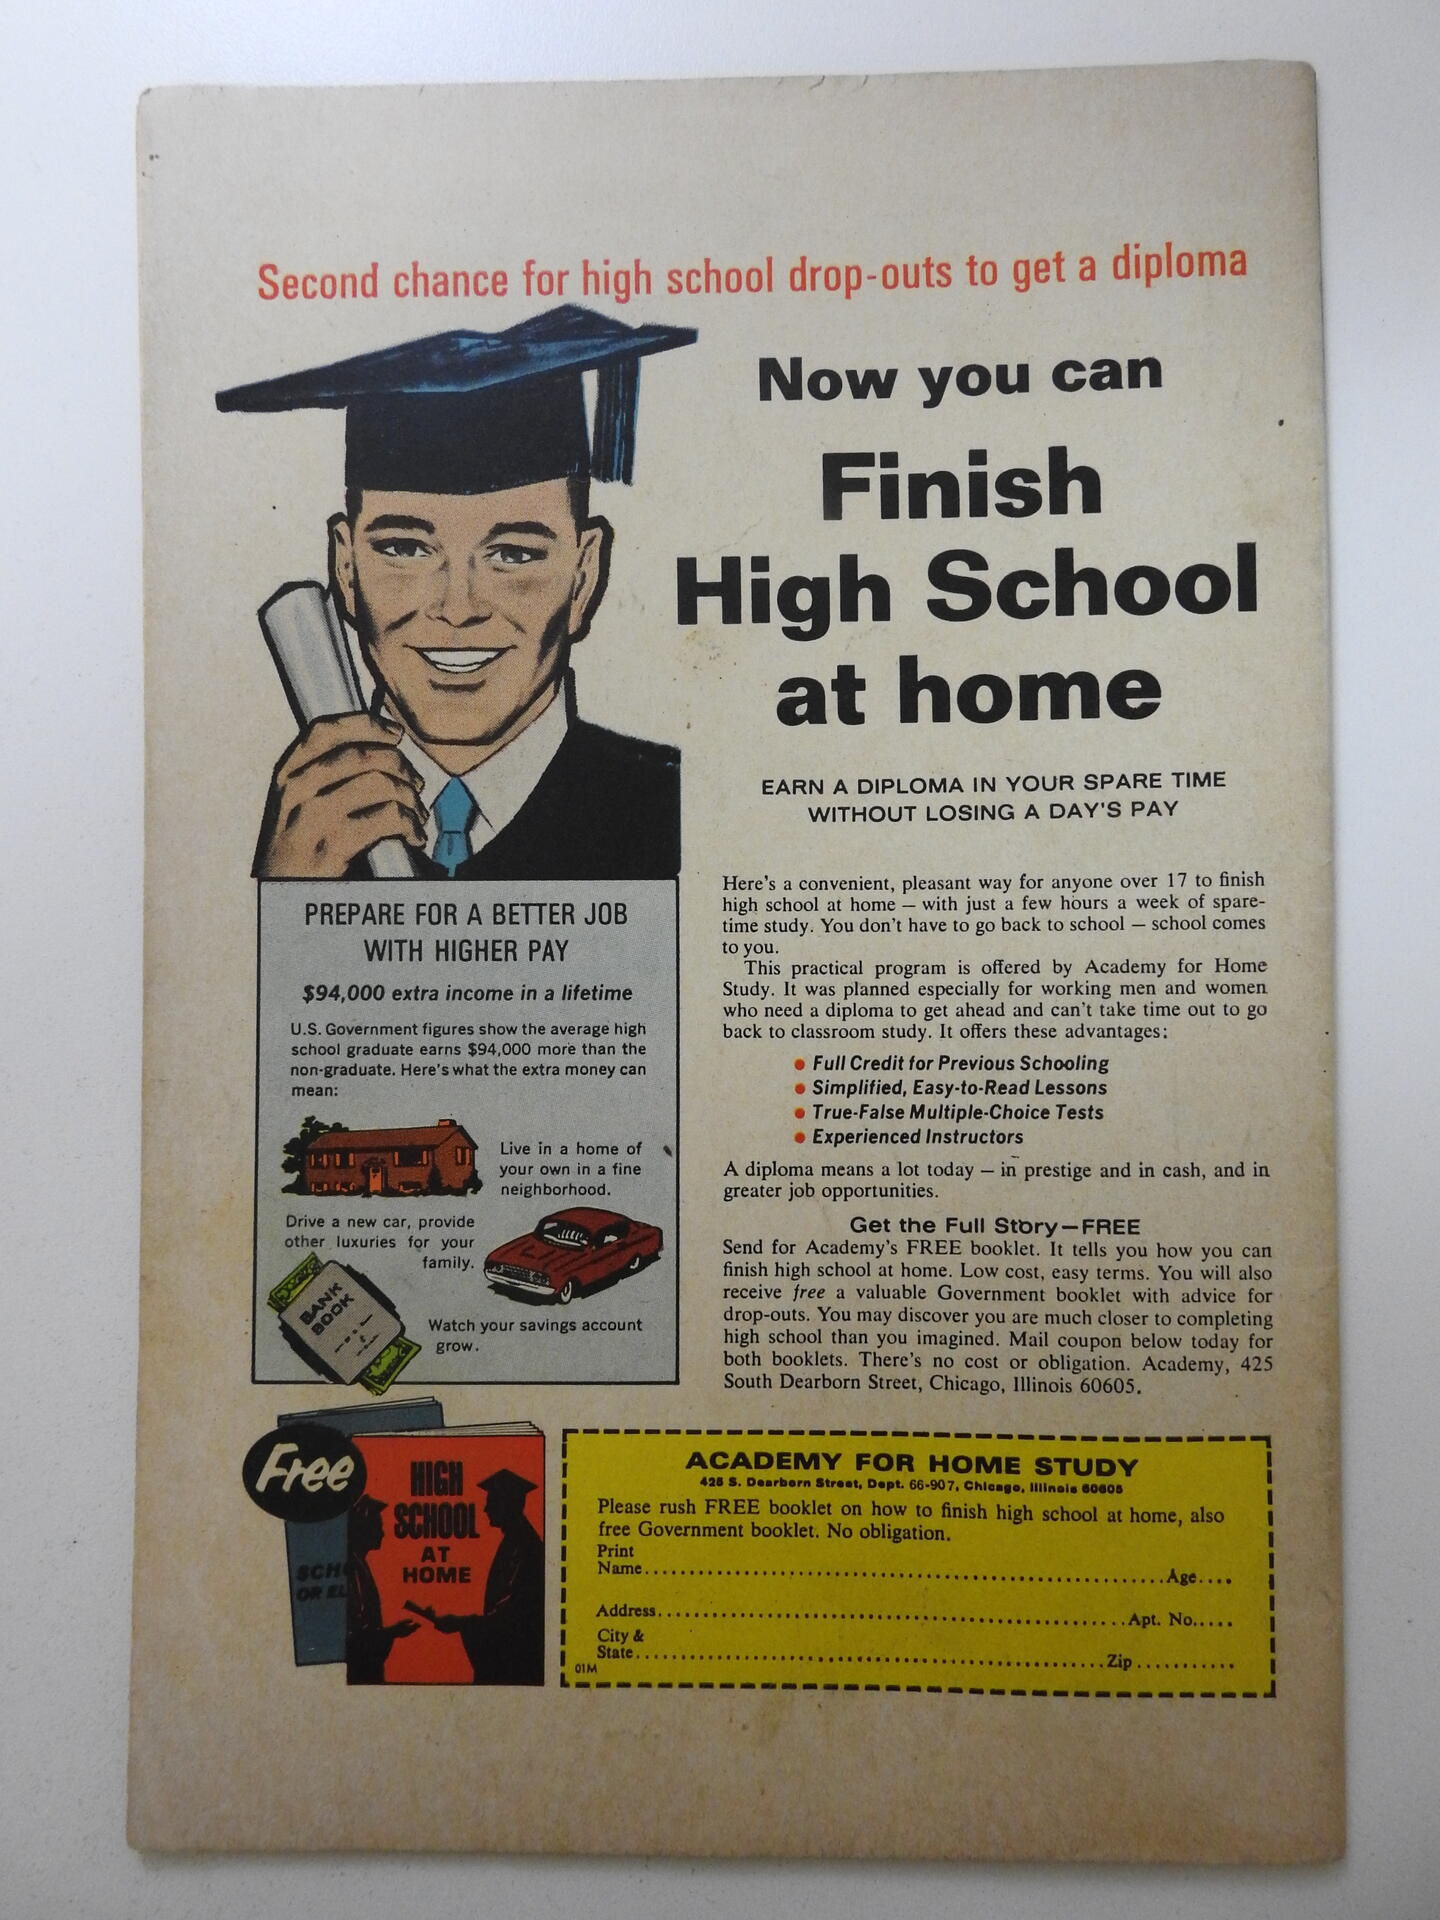 Second chance for high school drop-outs to get a diploma
Now you can
Finish
High School
at home
EARN A DIPLOMA IN YOUR SPARE TIME
WITHOUT LOSING A DAY'S PAY
PREPARE FOR A BETTER JOB
WITH HIGHER PAY
$94,000 extra income in a lifetime
U.S. Government figures show the average high
school graduate earns $94,000 more than the
non-graduate. Here's what the extra money can
mean:
Live in a home of
your own in a fine
neighborhood.
Drive a new car, provide
other luxuries for your
family.
BANK
BOOK
Watch your savings account
grow.
Here's a convenient, pleasant way for anyone over 17 to finish
high school at home — with just a few hours a week of spare-
time study. You don't have to go back to school — school comes
to you.
This practical program is offered by Academy for Home
Study. It was planned especially for working men and women
who need a diploma to get ahead and can't take time out to go
back to classroom study. It offers these advantages:
• Full Credit for Previous Schooling
• Simplified, Easy-to-Read Lessons
• True-False Multiple-Choice Tests
• Experienced Instructors
A diploma means a lot today — in prestige and in cash, and in
greater job opportunities.
Get the Full Story—FREE
Send for Academy's FREE booklet. It tells you how you can
finish high school at home. Low cost, easy terms. You will also
receive free a valuable Government booklet with advice for
drop-outs. You may discover you are much closer to completing
high school than you imagined. Mail coupon below today for
both booklets. There's no cost or obligation. Academy, 425
South Dearborn Street, Chicago, Illinois 60605.
Free
HIGH
SCHOOL
AT
HOME
SCH
OR EL
ACADEMY FOR HOME STUDY
425 S. Dearborn Street, Dept. 66-907, Chicago, Illinois 60605
Please rush FREE booklet on how to finish high school at home, also
free Government booklet. No obligation.
Print
Name..........Age....
Address..........Apt. No.....
City &
State..........Zip..........
01M